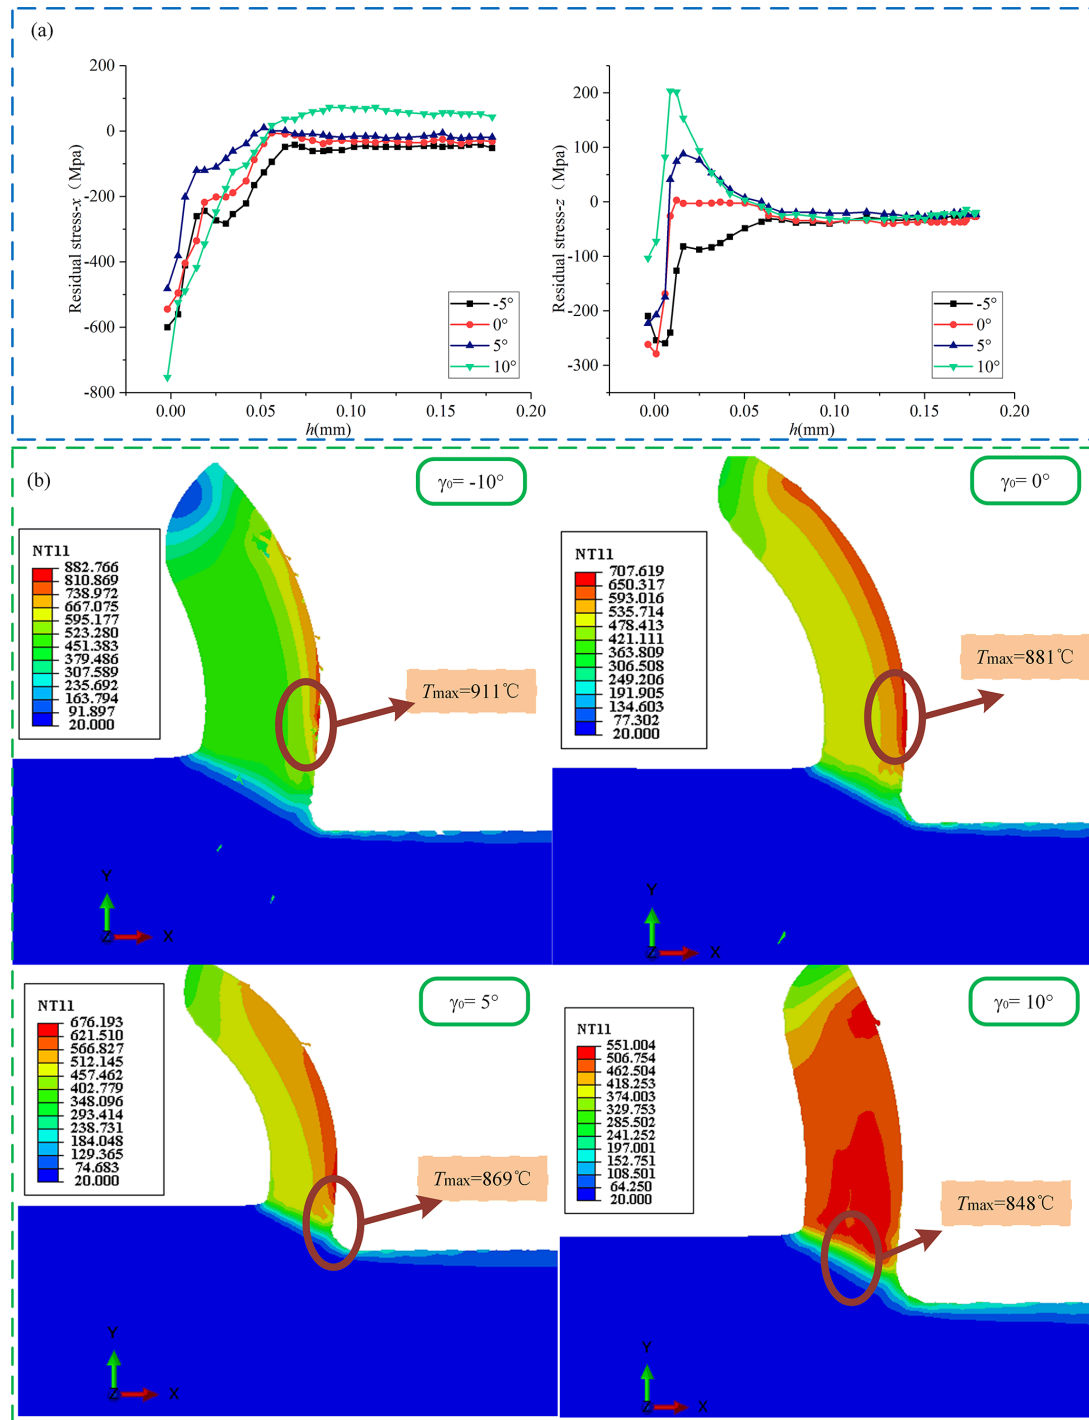 (a)
200
0
-200
-400
-600
-800
Residual stress-x（Mpa)
0.00 0.05 0.10 0.15 0.20
h(mm)
-5°
0°
5°
10°
200
100
0
-100
-200
-300
Residual stress-z（Mpa)
0.00 0.05 0.10 0.15 0.20
h(mm)
-5°
0°
5°
10°
(b)
γ0= -10°
NT11
882.766
810.869
738.972
667.075
595.177
523.280
451.383
379.486
307.589
235.692
163.794
91.897
20.000
Tmax=911℃
Y
Z X
γ0= 0°
NT11
707.619
650.317
593.016
535.714
478.413
421.111
363.809
306.508
249.206
191.905
134.603
77.302
20.000
Tmax=881℃
Y
Z X
γ0= 5°
NT11
676.193
621.510
566.827
512.145
457.462
402.779
348.096
293.414
238.731
184.048
129.365
74.683
20.000
Tmax=869℃
Y
Z X
γ0= 10°
NT11
551.004
506.754
462.504
418.253
374.003
329.753
285.502
241.252
197.001
152.751
108.501
64.250
20.000
Tmax=848℃
Y
Z X